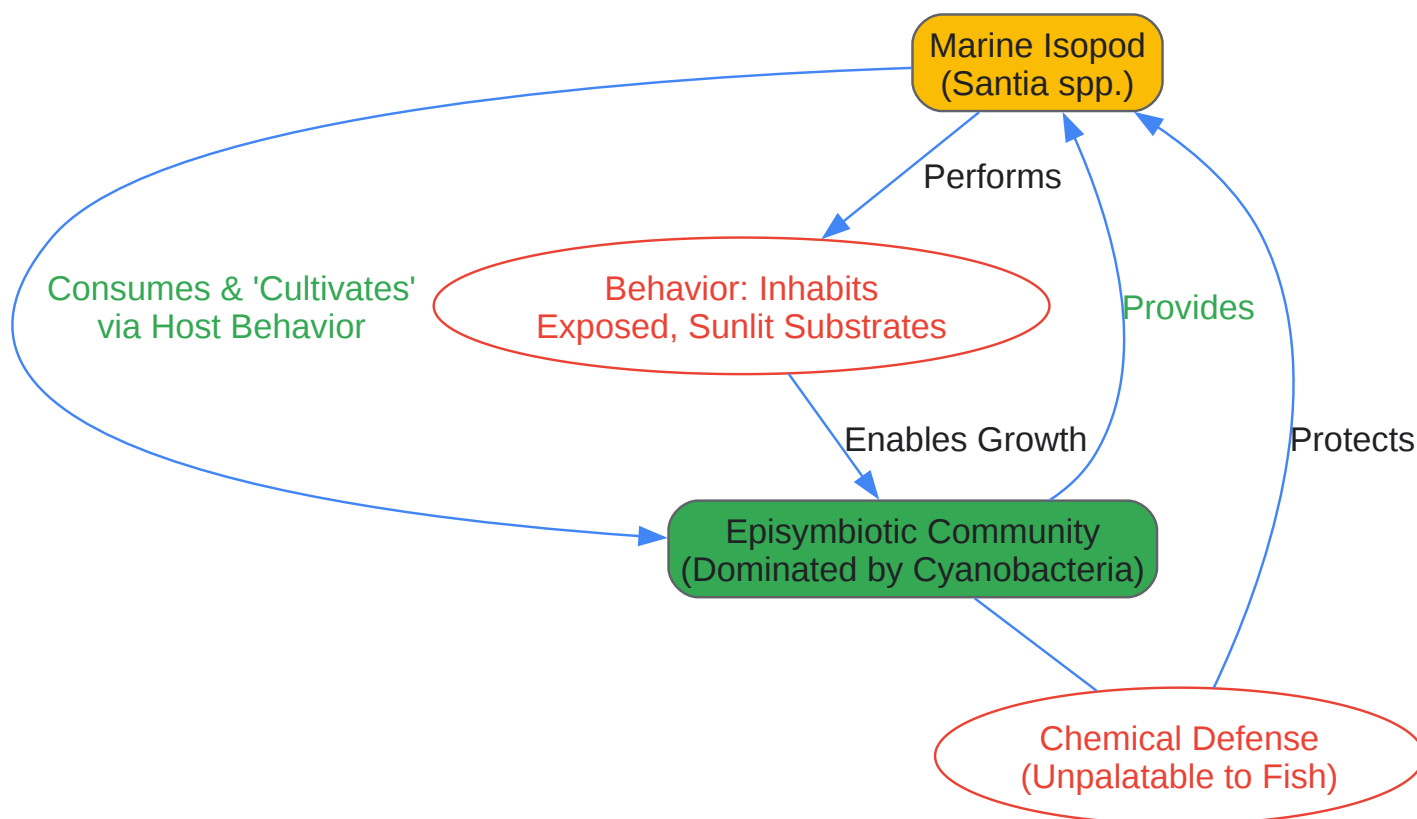 Marine Isopod
(Santia spp.)
Performs
Consumes & 'Cultivates'
via Host Behavior
Behavior: Inhabits
Exposed, Sunlit Substrates
Provides
Enables Growth
Protects
Episymbiotic Community
(Dominated by Cyanobacteria)
Chemical Defense
(Unpalatable to Fish)